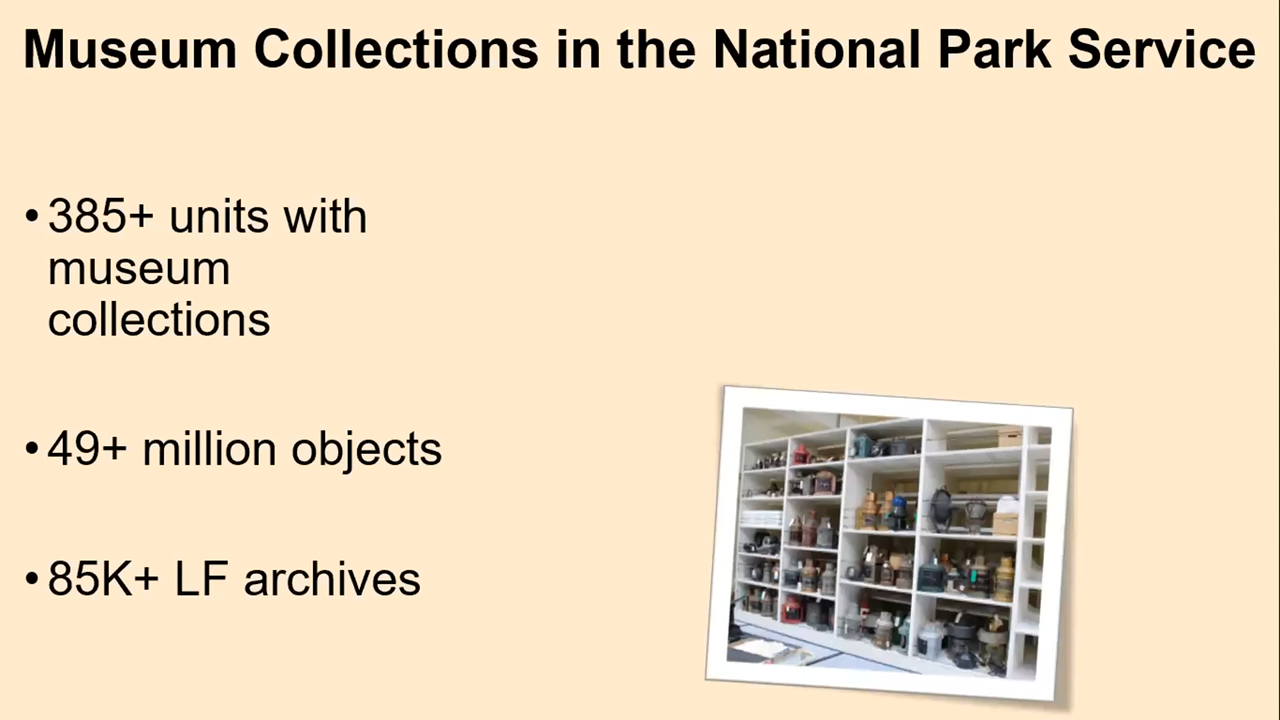 Museum Collections in the National Park Service
• 385+ units with
museum
collections
• 49+ million objects
• 85K+ LF archives